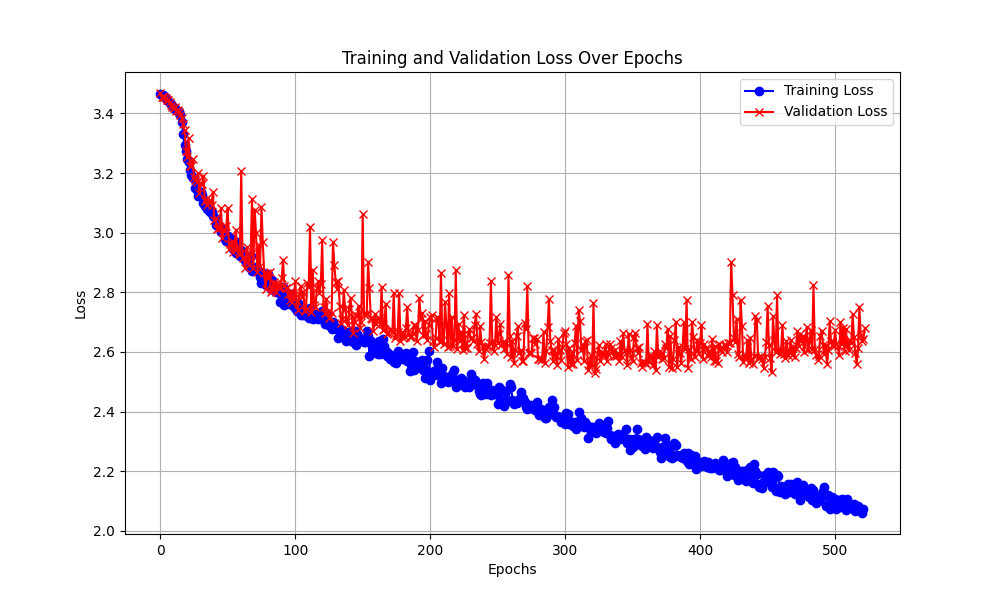 Training and Validation Loss Over Epochs
Training Loss
Validation Loss
3.4
3.2
3.0
2.8
2.6
2.4
2.2
2.0
Loss
0 100 200 300 400 500
Epochs